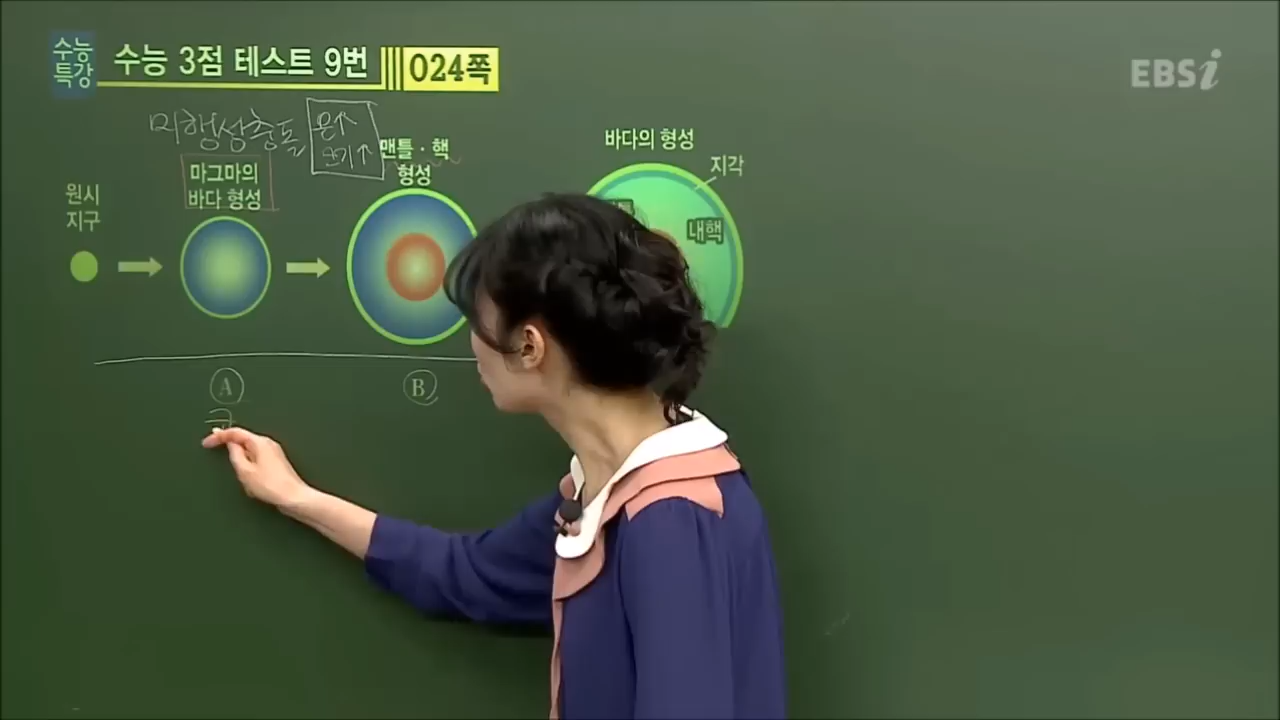 수능
특강
수능 3점 테스트 9번
024쪽
EBSi
미행성충돌
온↑
크기↑
원시
지구
마그마의
바다 형성
맨틀·핵
형성
바다의 형성
지각
내핵
A
B